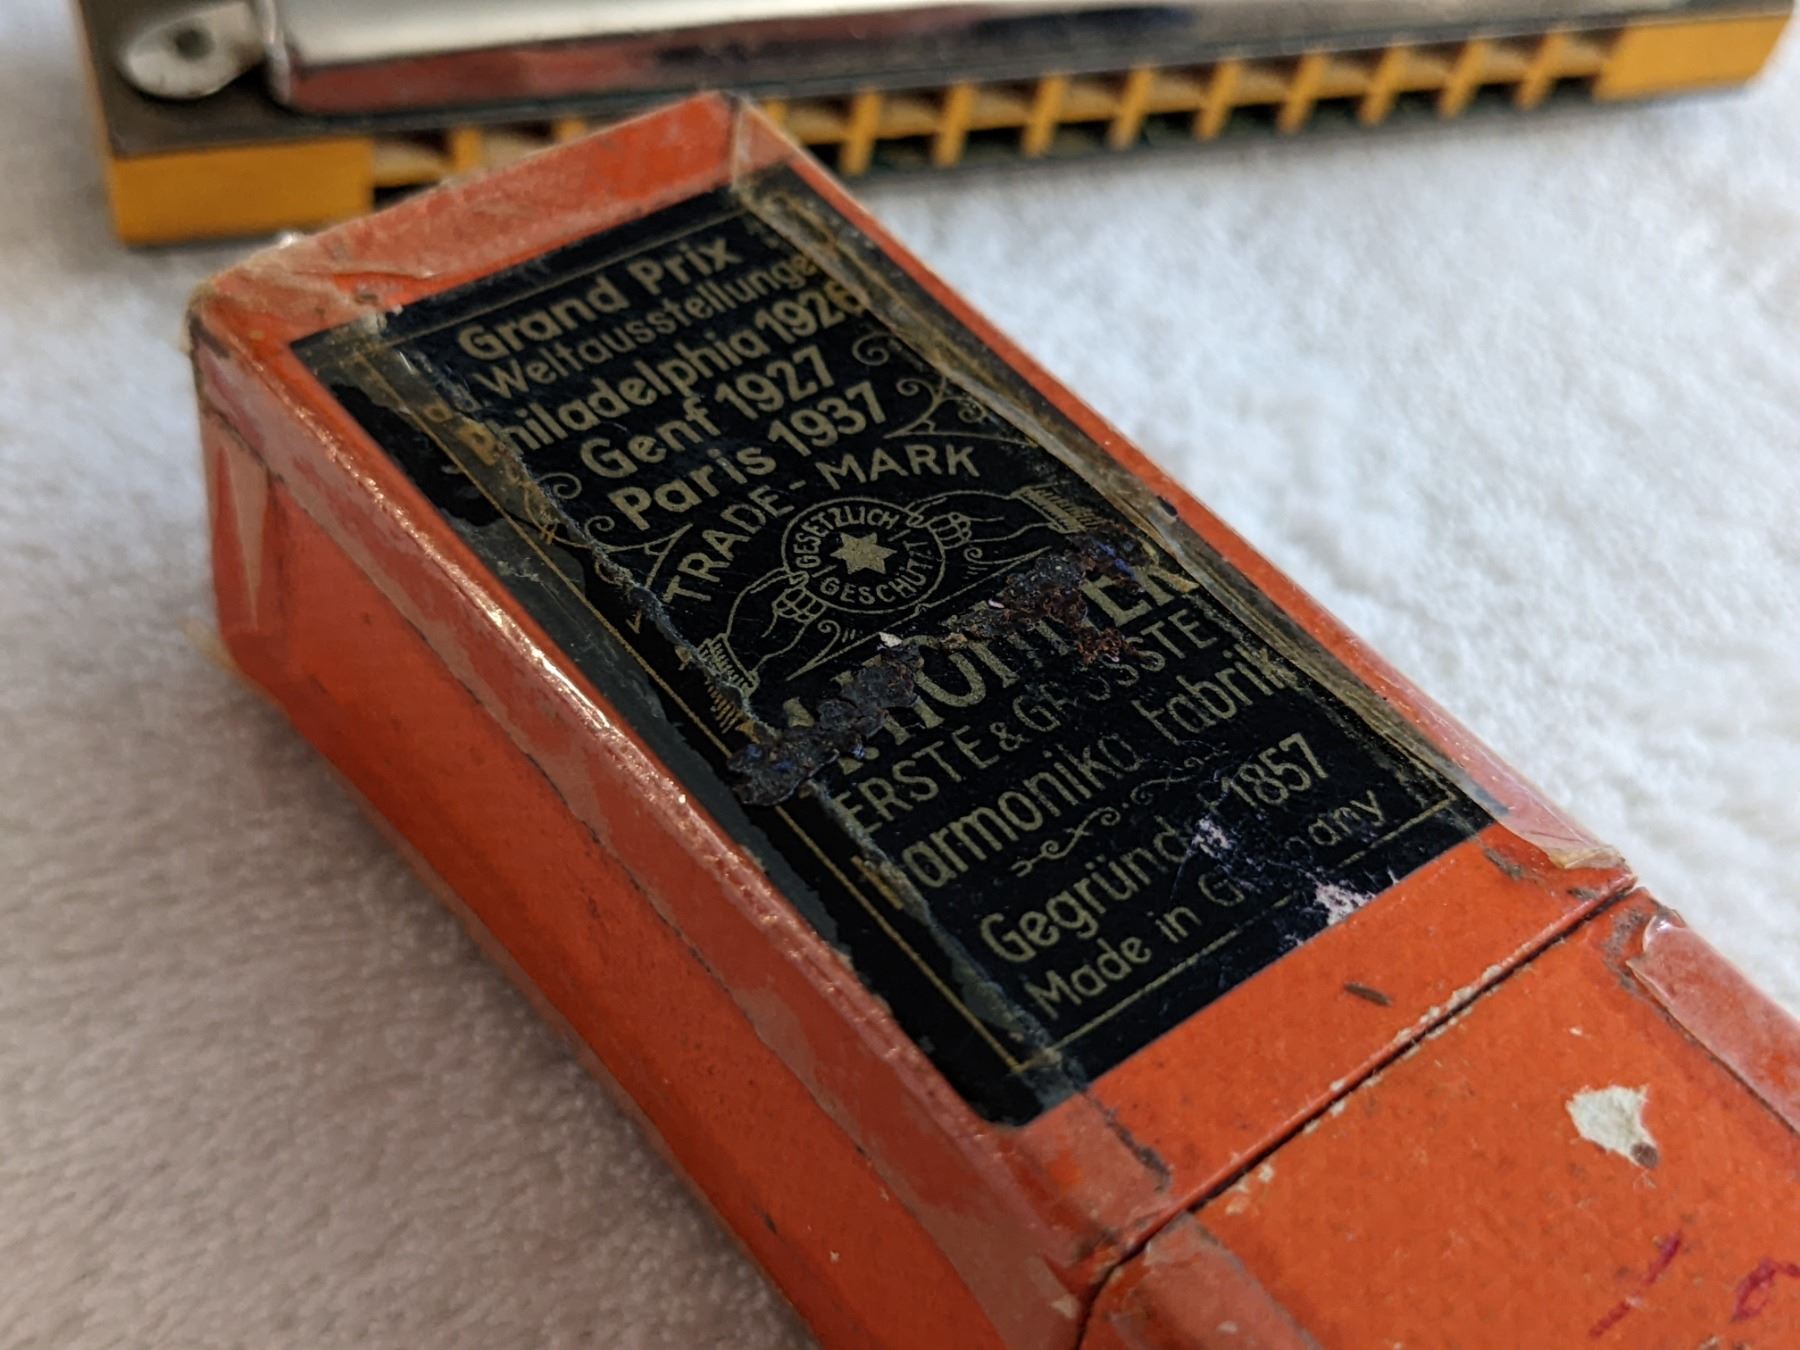 Grand Prix
a.d. Weltausstellungen
Philadelphia 1926
Genf 1927
Paris 1937
TRADE-MARK
GESETZLICH
GESCHÜTZT
M. HOHNER
ERSTE & GRÖSSTE
Harmonika Fabrik
Gegründet 1857
Made in Germany